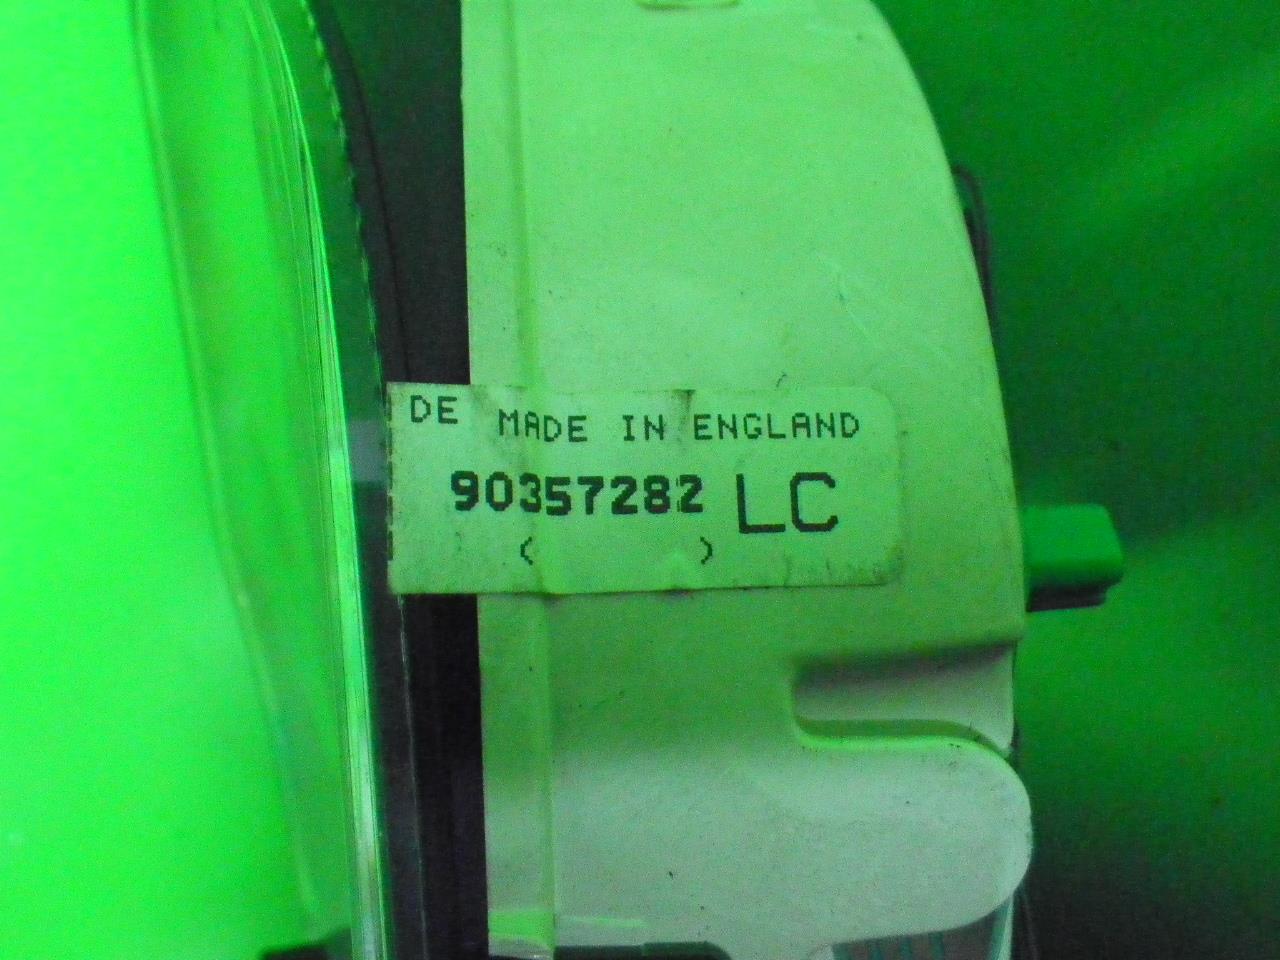 DE MADE IN ENGLAND
90357282 LC
( )